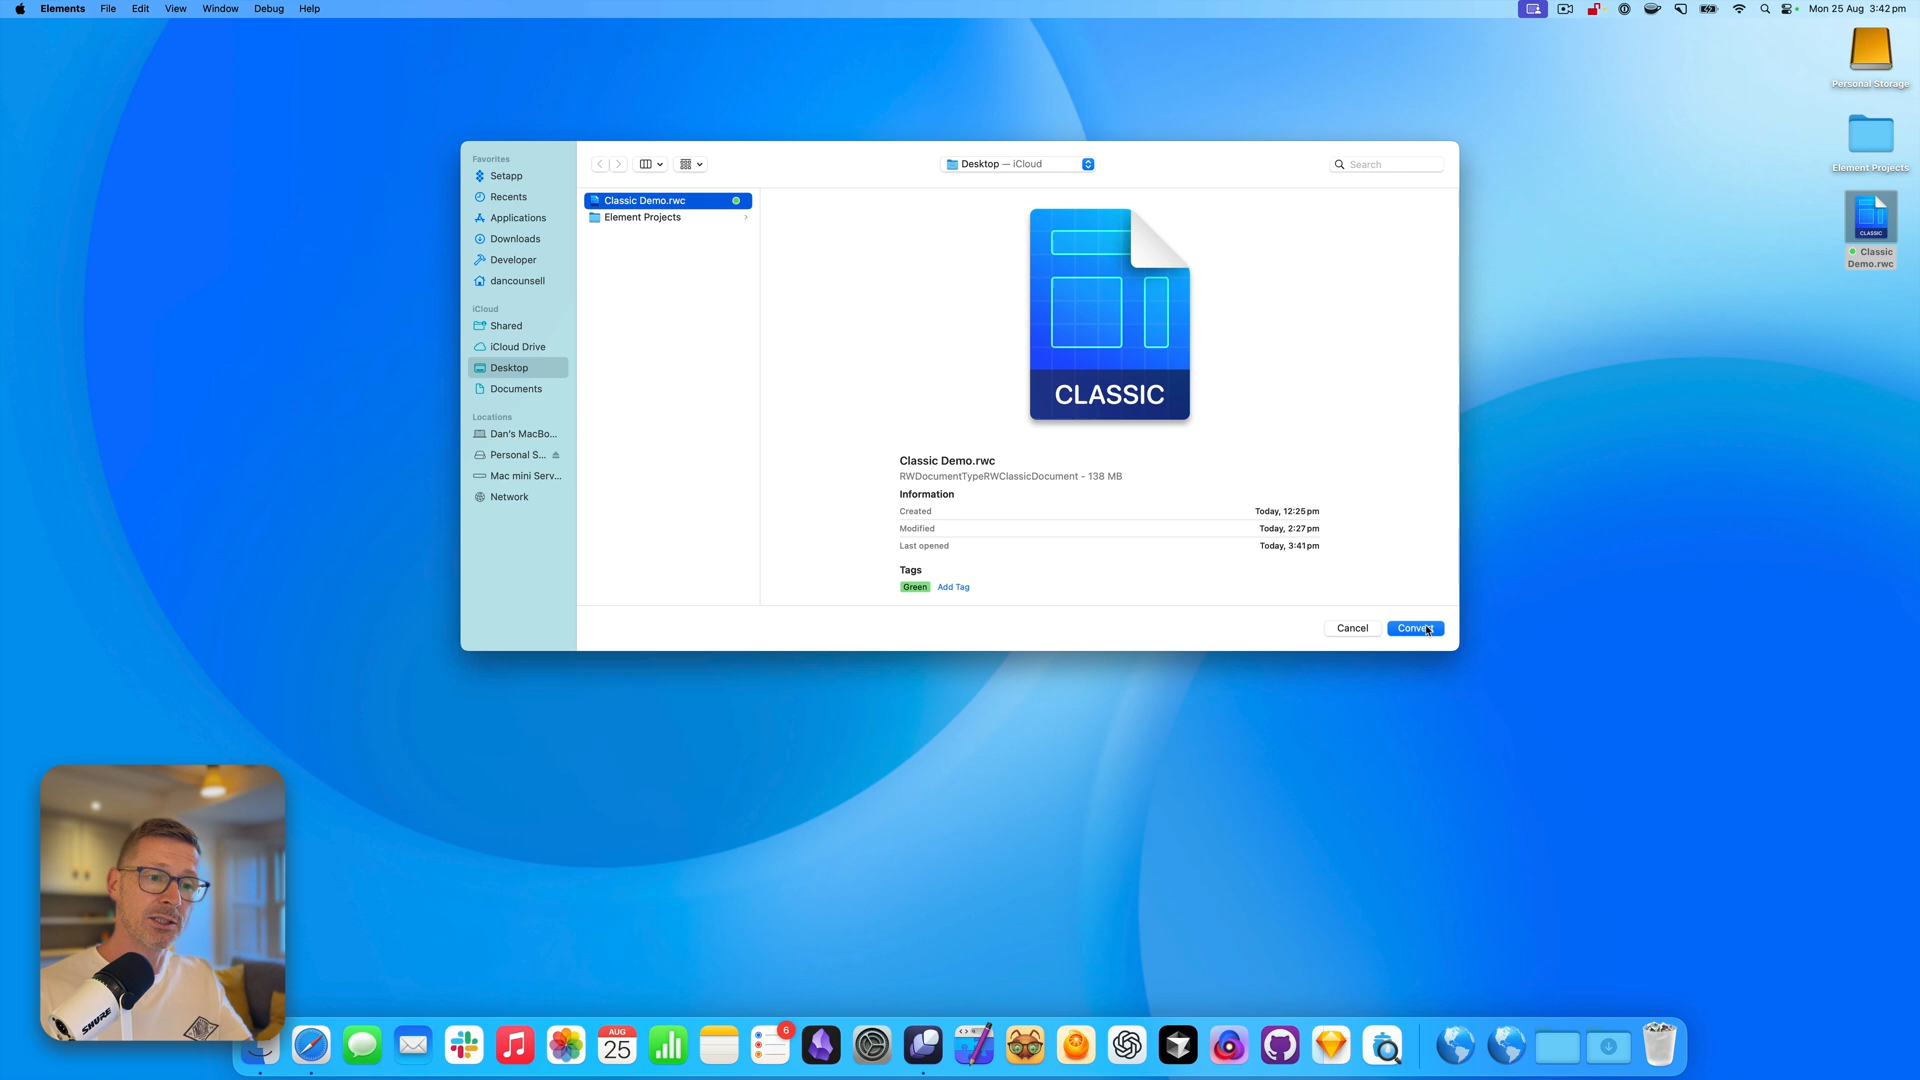 Elements File Edit View Window Debug Help
Mon 25 Aug 3:42 pm
Personal Storage
Element Projects
CLASSIC
Classic
Demo.rwc
Favorites
Setapp
Recents
Applications
Downloads
Developer
dancounsell
iCloud
Shared
iCloud Drive
Desktop
Documents
Locations
Dan's MacBo...
Personal S...
Mac mini Serv...
Network
Desktop — iCloud
Search
Classic Demo.rwc
Element Projects
CLASSIC
Classic Demo.rwc
RWDocumentTypeRWClassicDocument - 138 MB
Information
Created Today, 12:25 pm
Modified Today, 2:27 pm
Last opened Today, 3:41 pm
Tags
Green Add Tag
Cancel
SHURE
AUG
25
6